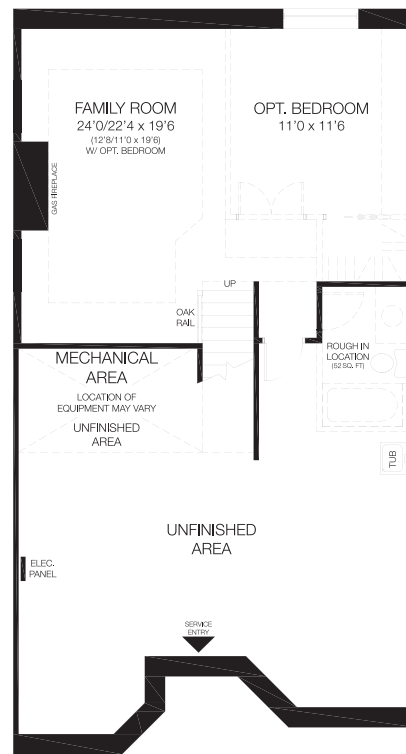 FAMILY ROOM
24'0/22'4 x 19'6
(12'8/11'0 x 19'6)
W/ OPT. BEDROOM
OPT. BEDROOM
11'0 x 11'6
GAS FIREPLACE
UP
OAK
RAIL
MECHANICAL
AREA
LOCATION OF
EQUIPMENT MAY VARY
UNFINISHED
AREA
ROUGH IN
LOCATION
(52 SQ. FT)
TUB
UNFINISHED
AREA
ELEC.
PANEL
SERVICE
ENTRY